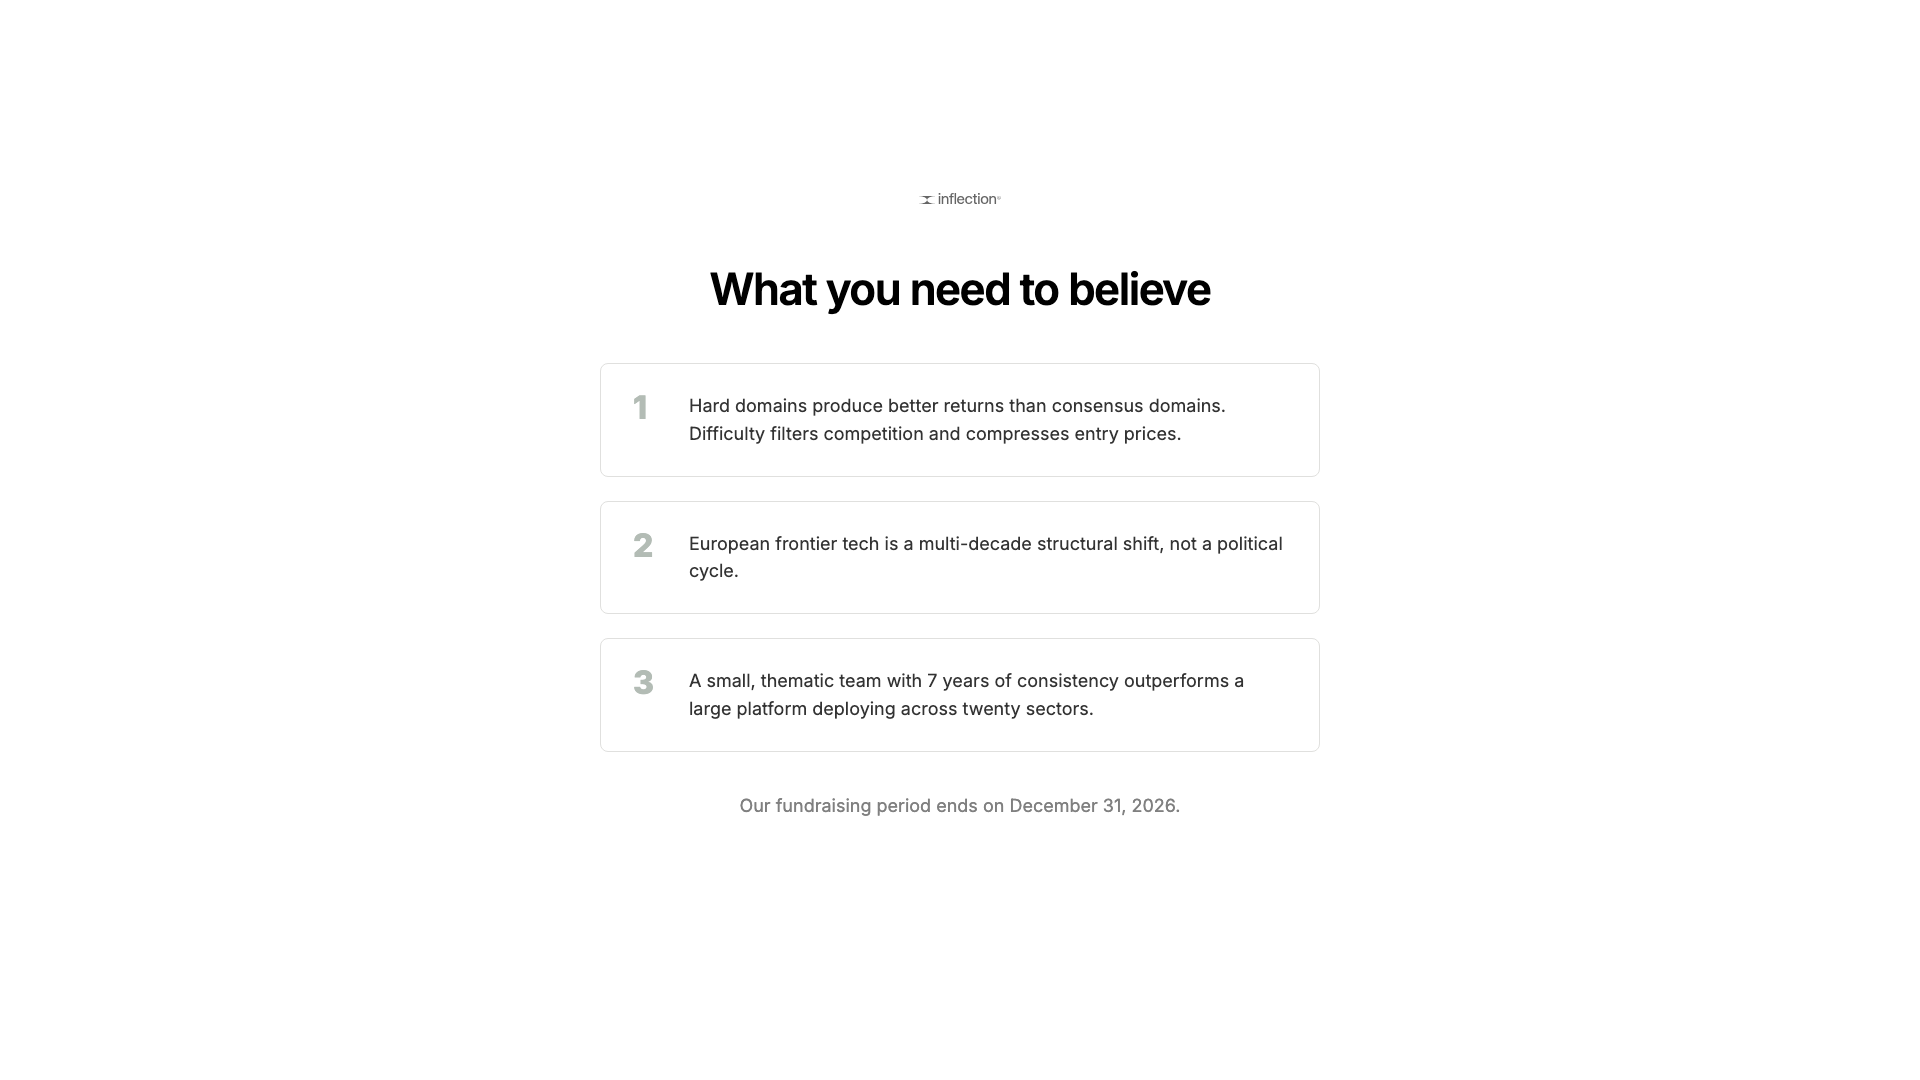 inflection®
What you need to believe
1
Hard domains produce better returns than consensus domains.
Difficulty filters competition and compresses entry prices.
2
European frontier tech is a multi-decade structural shift, not a political
cycle.
3
A small, thematic team with 7 years of consistency outperforms a
large platform deploying across twenty sectors.
Our fundraising period ends on December 31, 2026.